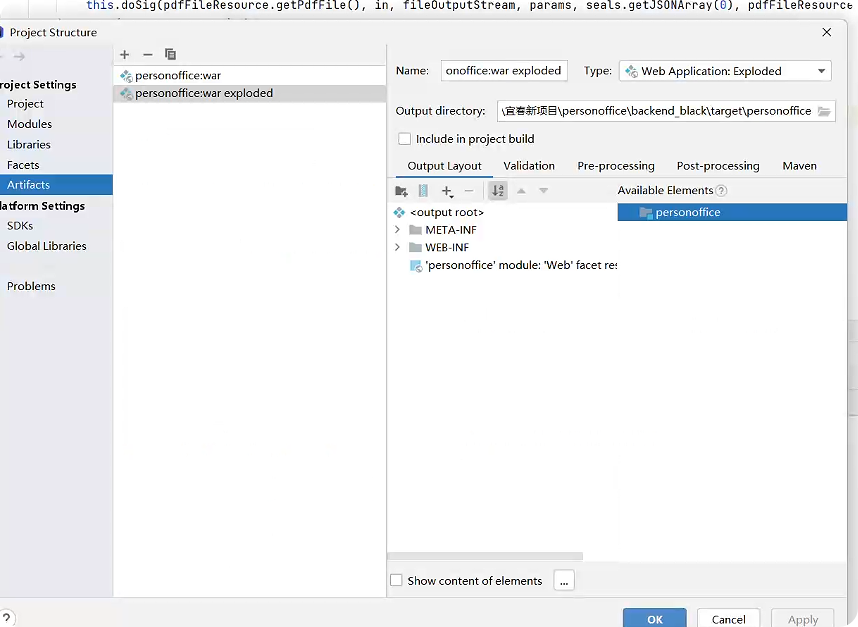 this.doSig(pdfFileResource.getPdfFile(), in, fileOutputStream, params, seals.getJSONArray(0), pdfFileResource
Project Structure
roject Settings
Project
Modules
Libraries
Facets
Artifacts
latform Settings
SDKs
Global Libraries
Problems
personoffice:war
personoffice:war exploded
Name: onoffice:war exploded Type: Web Application: Exploded
Output directory: \宜春新项目\personoffice\backend_black\target\personoffice
Include in project build
Output Layout Validation Pre-processing Post-processing Maven
Available Elements ?
<output root>
META-INF
WEB-INF
'personoffice' module: 'Web' facet res
personoffice
Show content of elements ...
? OK Cancel Apply